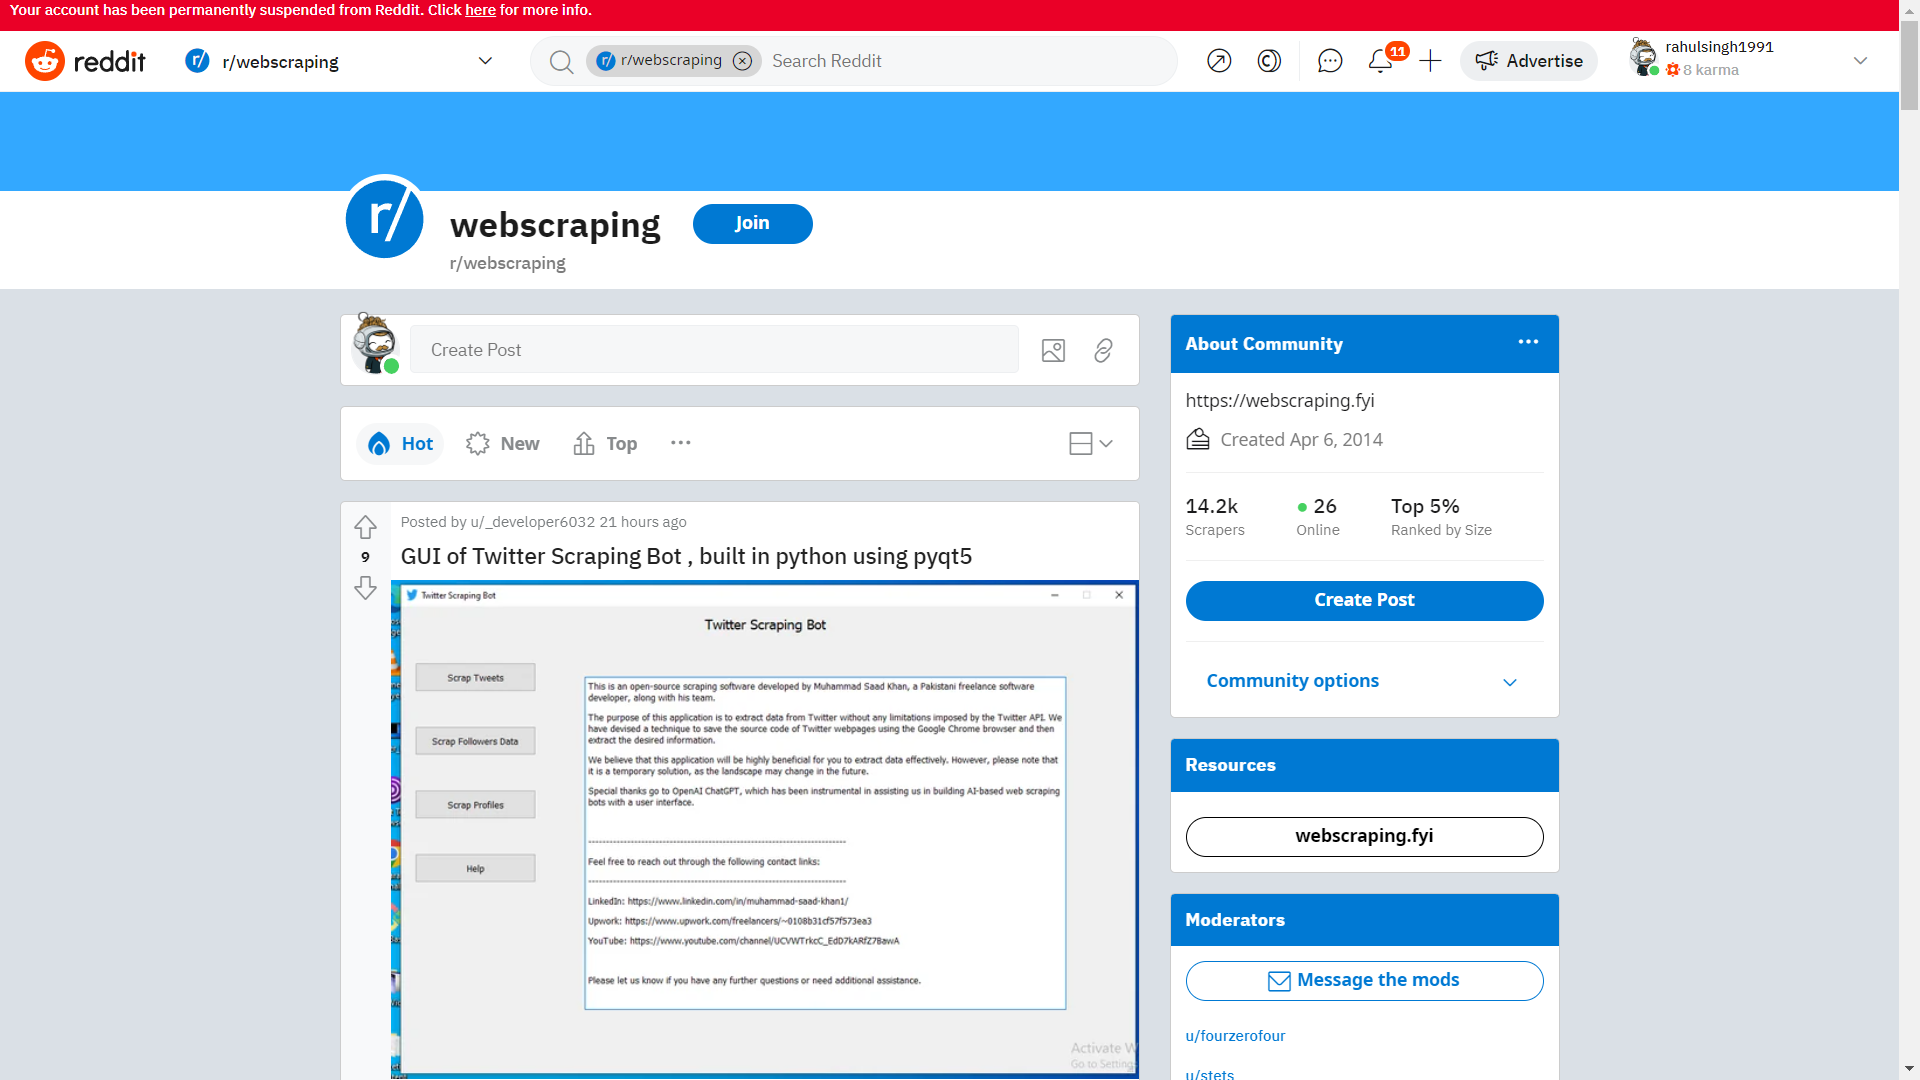 Your account has been permanently suspended from Reddit. Click here for more info.
reddit
r/webscraping
r/webscraping
Search Reddit
11
Advertise
rahulsingh1991
8 karma
r/
webscraping
Join
r/webscraping
Create Post
Hot
New
Top
Posted by u/_developer6032 21 hours ago
9
GUI of Twitter Scraping Bot , built in python using pyqt5
Twitter Scraping Bot
Twitter Scraping Bot
Scrap Tweets
Scrap Followers Data
Scrap Profiles
Help
This is an open-source scraping software developed by Muhammad Saad Khan, a Pakistani freelance software
developer, along with his team.
The purpose of this application is to extract data from Twitter without any limitations imposed by the Twitter API. We
have devised a technique to save the source code of Twitter webpages using the Google Chrome browser and then
extract the desired information.
We believe that this application will be highly beneficial for you to extract data effectively. However, please note that
it is a temporary solution, as the landscape may change in the future.
Special thanks go to OpenAI ChatGPT, which has been instrumental in assisting us in building AI-based web scraping
bots with a user interface.
Feel free to reach out through the following contact links:
LinkedIn: https://www.linkedin.com/in/muhammad-saad-khan1/
Upwork: https://www.upwork.com/freelancers/~0108b31cf57f573ea3
YouTube: https://www.youtube.com/channel/UCVWTrkcC_EdD7kARfZ7BawA
Please let us know if you have any further questions or need additional assistance.
Activate W
Go to Setting
About Community
https://webscraping.fyi
Created Apr 6, 2014
14.2k
Scrapers
26
Online
Top 5%
Ranked by Size
Create Post
Community options
Resources
webscraping.fyi
Moderators
Message the mods
u/fourzerofour
u/stets